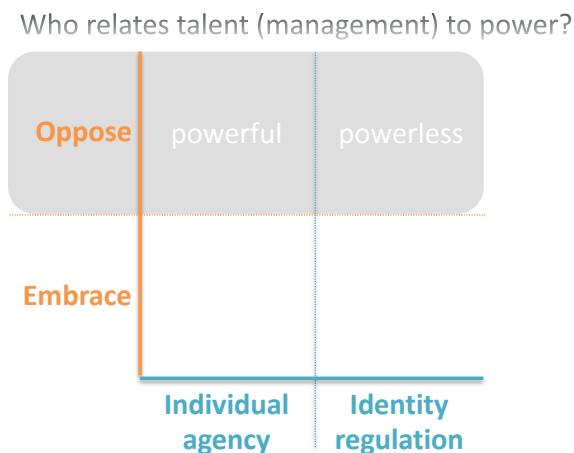 Who relates talent (management) to power?
Oppose powerful powerless
Embrace
Individual Identity
agency regulation